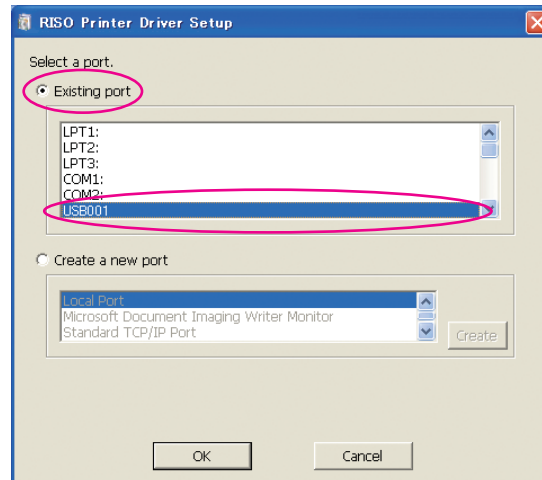 RISO Printer Driver Setup
Select a port.
Existing port
LPT1:
LPT2:
LPT3:
COM1:
COM2:
USB001
Create a new port
Local Port
Microsoft Document Imaging Writer Monitor
Standard TCP/IP Port
Create
OK
Cancel